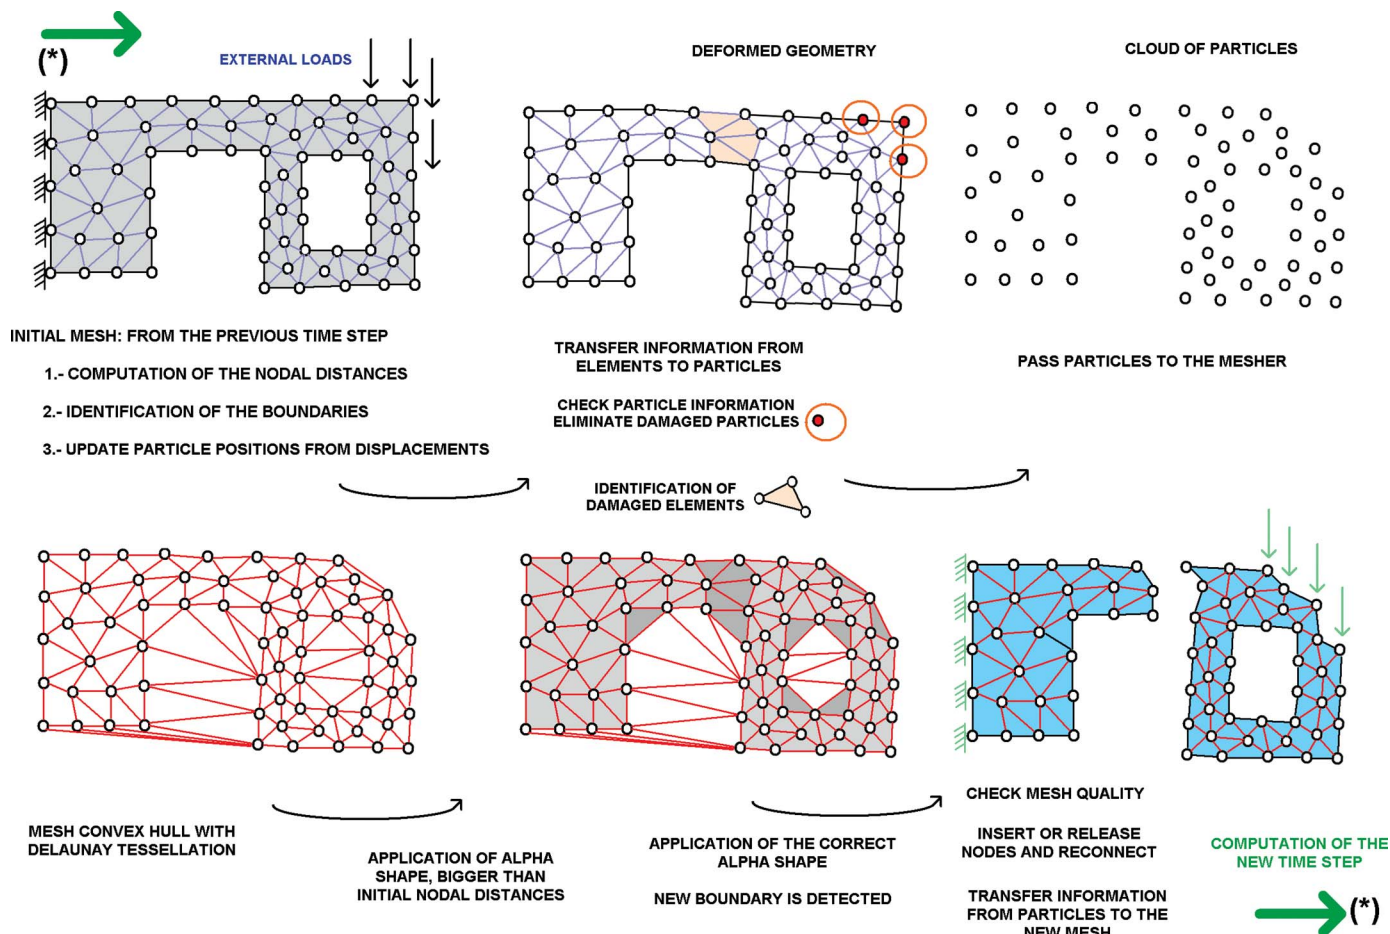 (*)
EXTERNAL LOADS
DEFORMED GEOMETRY
CLOUD OF PARTICLES
INITIAL MESH: FROM THE PREVIOUS TIME STEP
1.- COMPUTATION OF THE NODAL DISTANCES
2.- IDENTIFICATION OF THE BOUNDARIES
3.- UPDATE PARTICLE POSITIONS FROM DISPLACEMENTS
TRANSFER INFORMATION FROM
ELEMENTS TO PARTICLES
CHECK PARTICLE INFORMATION
ELIMINATE DAMAGED PARTICLES
IDENTIFICATION OF
DAMAGED ELEMENTS
PASS PARTICLES TO THE MESHER
MESH CONVEX HULL WITH
DELAUNAY TESSELLATION
APPLICATION OF ALPHA
SHAPE, BIGGER THAN
INITIAL NODAL DISTANCES
APPLICATION OF THE CORRECT
ALPHA SHAPE
NEW BOUNDARY IS DETECTED
CHECK MESH QUALITY
INSERT OR RELEASE
NODES AND RECONNECT
TRANSFER INFORMATION
FROM PARTICLES TO THE
NEW MESH
COMPUTATION OF THE
NEW TIME STEP
(*)